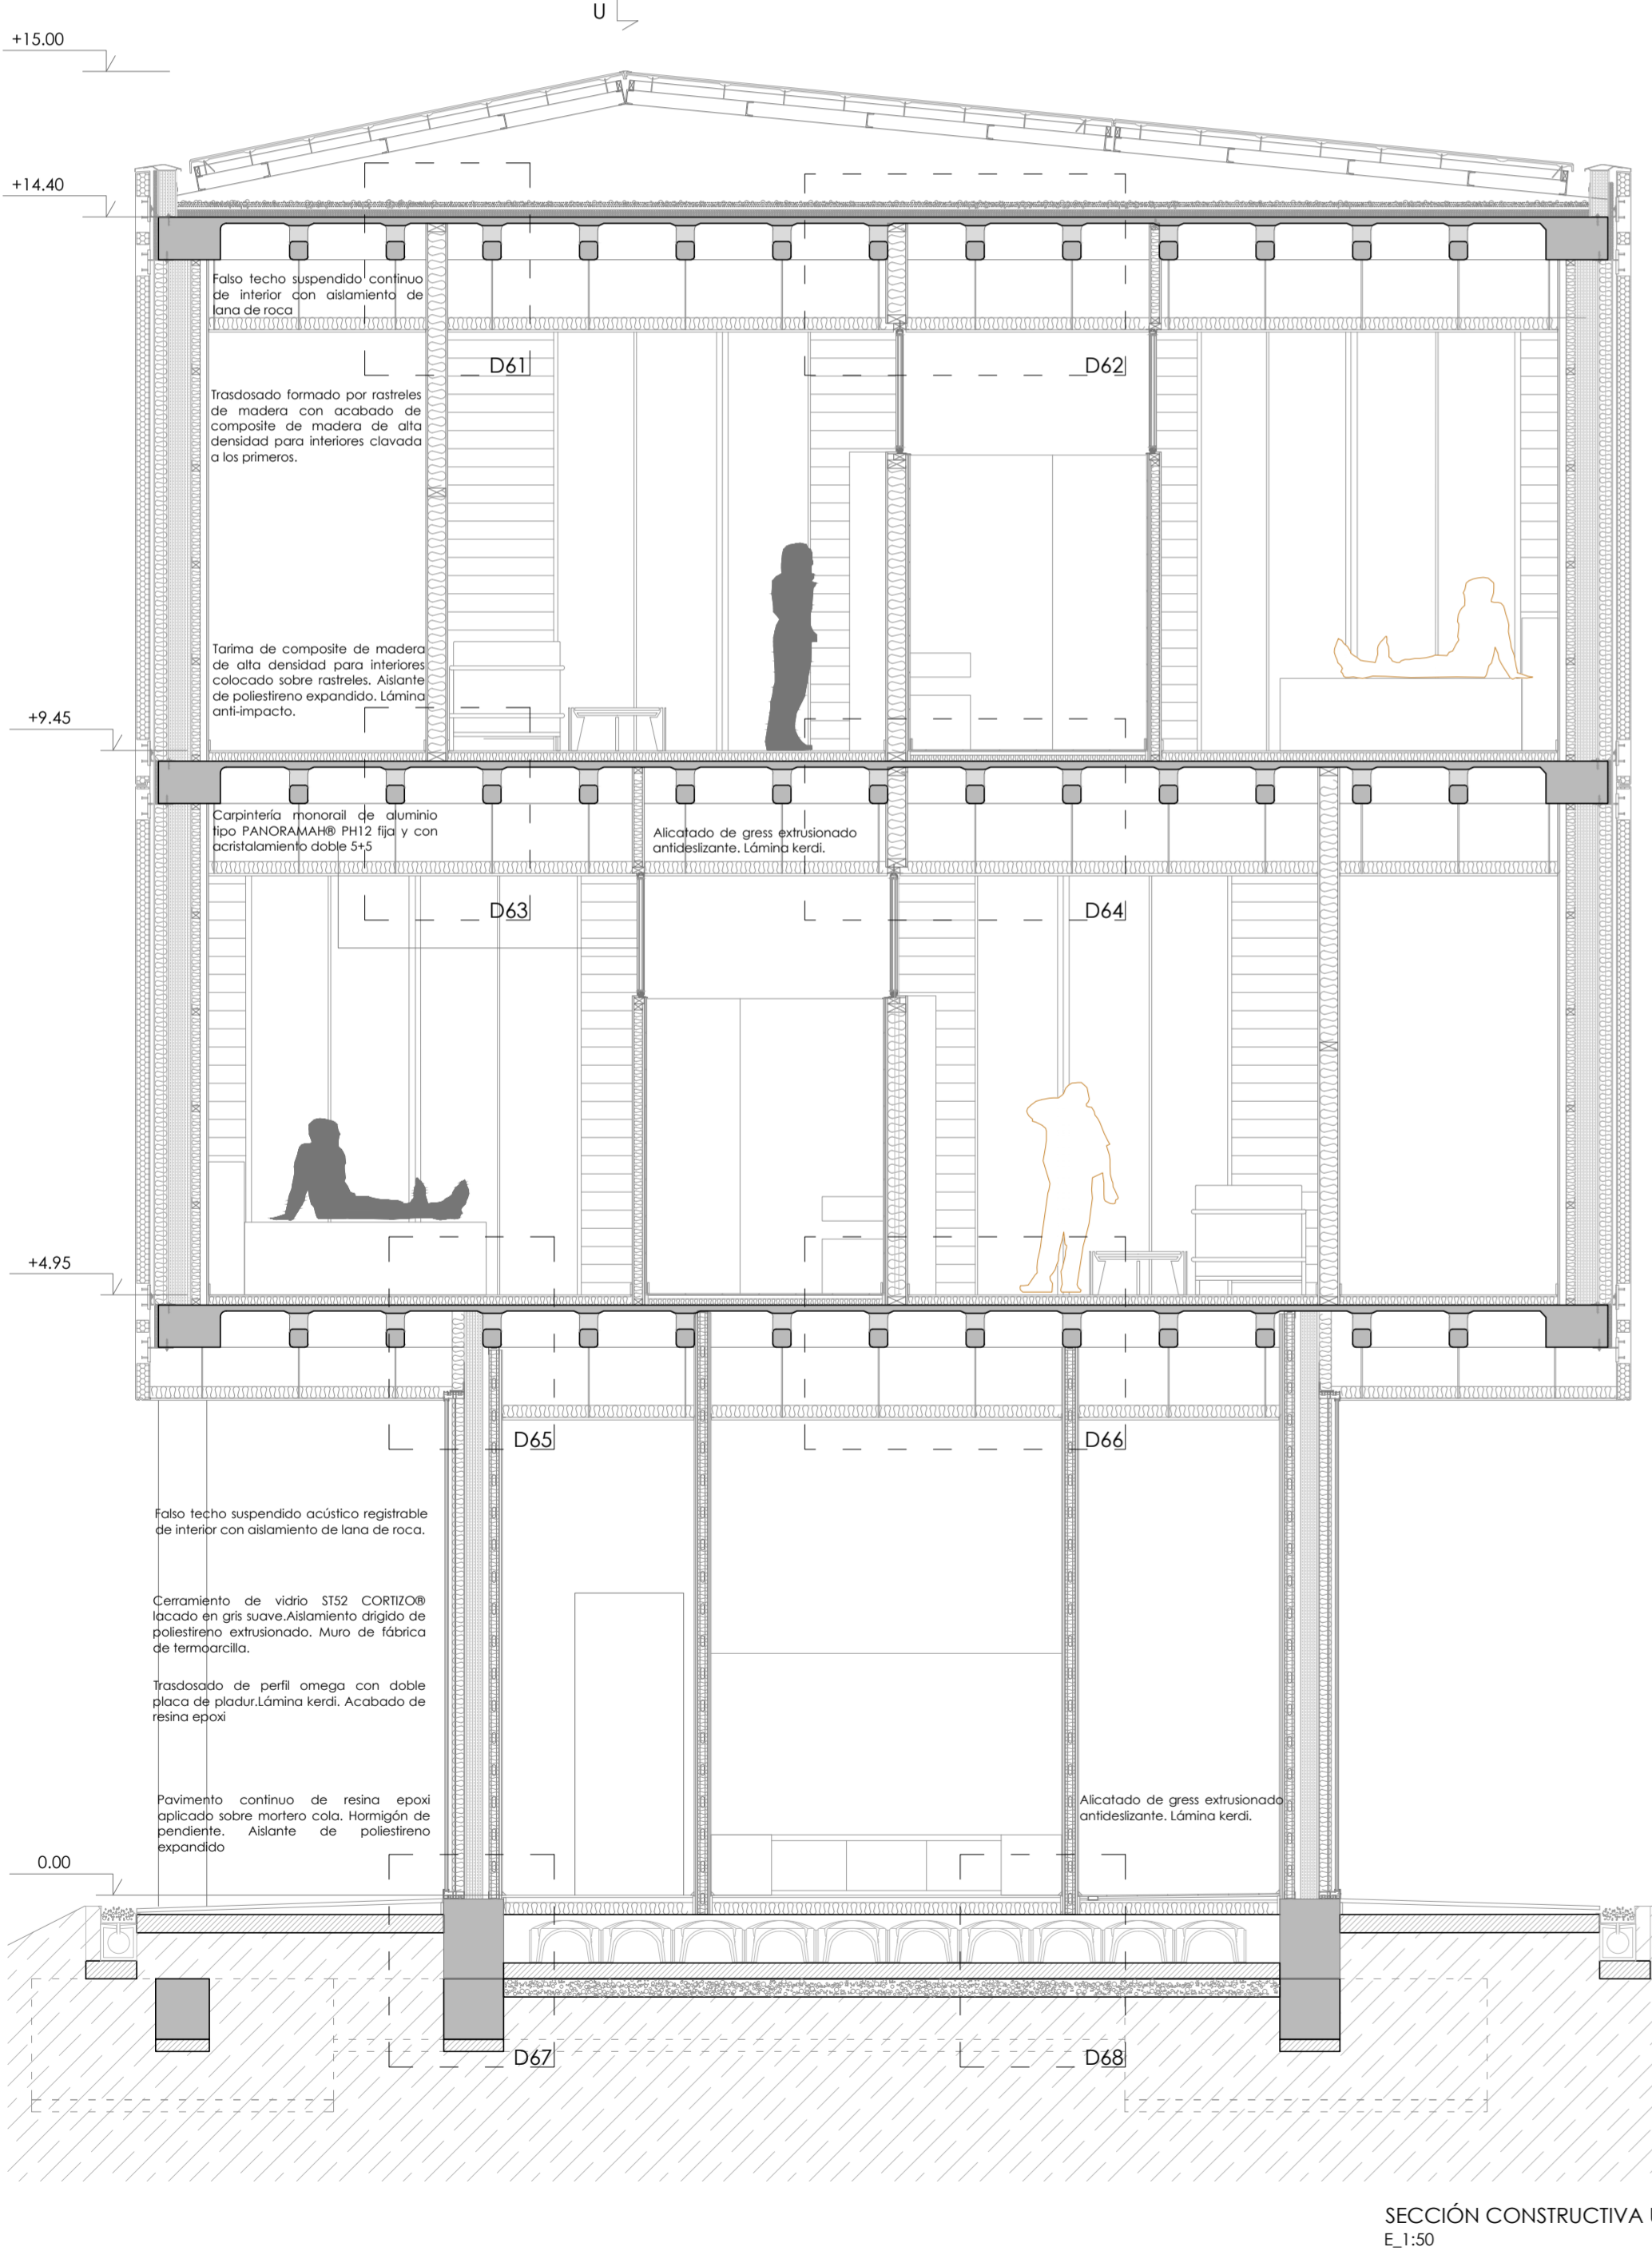 U
+15.00
+14.40
Falso techo suspendido continuo
de interior con aislamiento de
lana de roca
D61
D62
Trasdosado formado por rastreles
de madera con acabado de
composite de madera de alta
densidad para interiores clavada
a los primeros.
Tarima de composite de madera
de alta densidad para interiores
colocado sobre rastreles. Aislante
de poliestireno expandido. Lámina
anti-impacto.
+9.45
Carpintería monorail de aluminio
tipo PANORAMAH® PH12 fija y con
acristalamiento doble 5+5
Alicatado de gress extrusionado
antideslizante. Lámina kerdi.
D63
D64
+4.95
D65
D66
Falso techo suspendido acústico registrable
de interior con aislamiento de lana de roca.
Cerramiento de vidrio ST52 CORTIZO®
lacado en gris suave.Aislamiento drigido de
poliestireno extrusionado. Muro de fábrica
de termoarcilla.
Trasdosado de perfil omega con doble
placa de pladur.Lámina kerdi. Acabado de
resina epoxi
Pavimento continuo de resina epoxi
aplicado sobre mortero cola. Hormigón de
pendiente. Aislante de poliestireno
expandido
Alicatado de gress extrusionado
antideslizante. Lámina kerdi.
0.00
D67
D68
SECCIÓN CONSTRUCTIVA
E_1:50